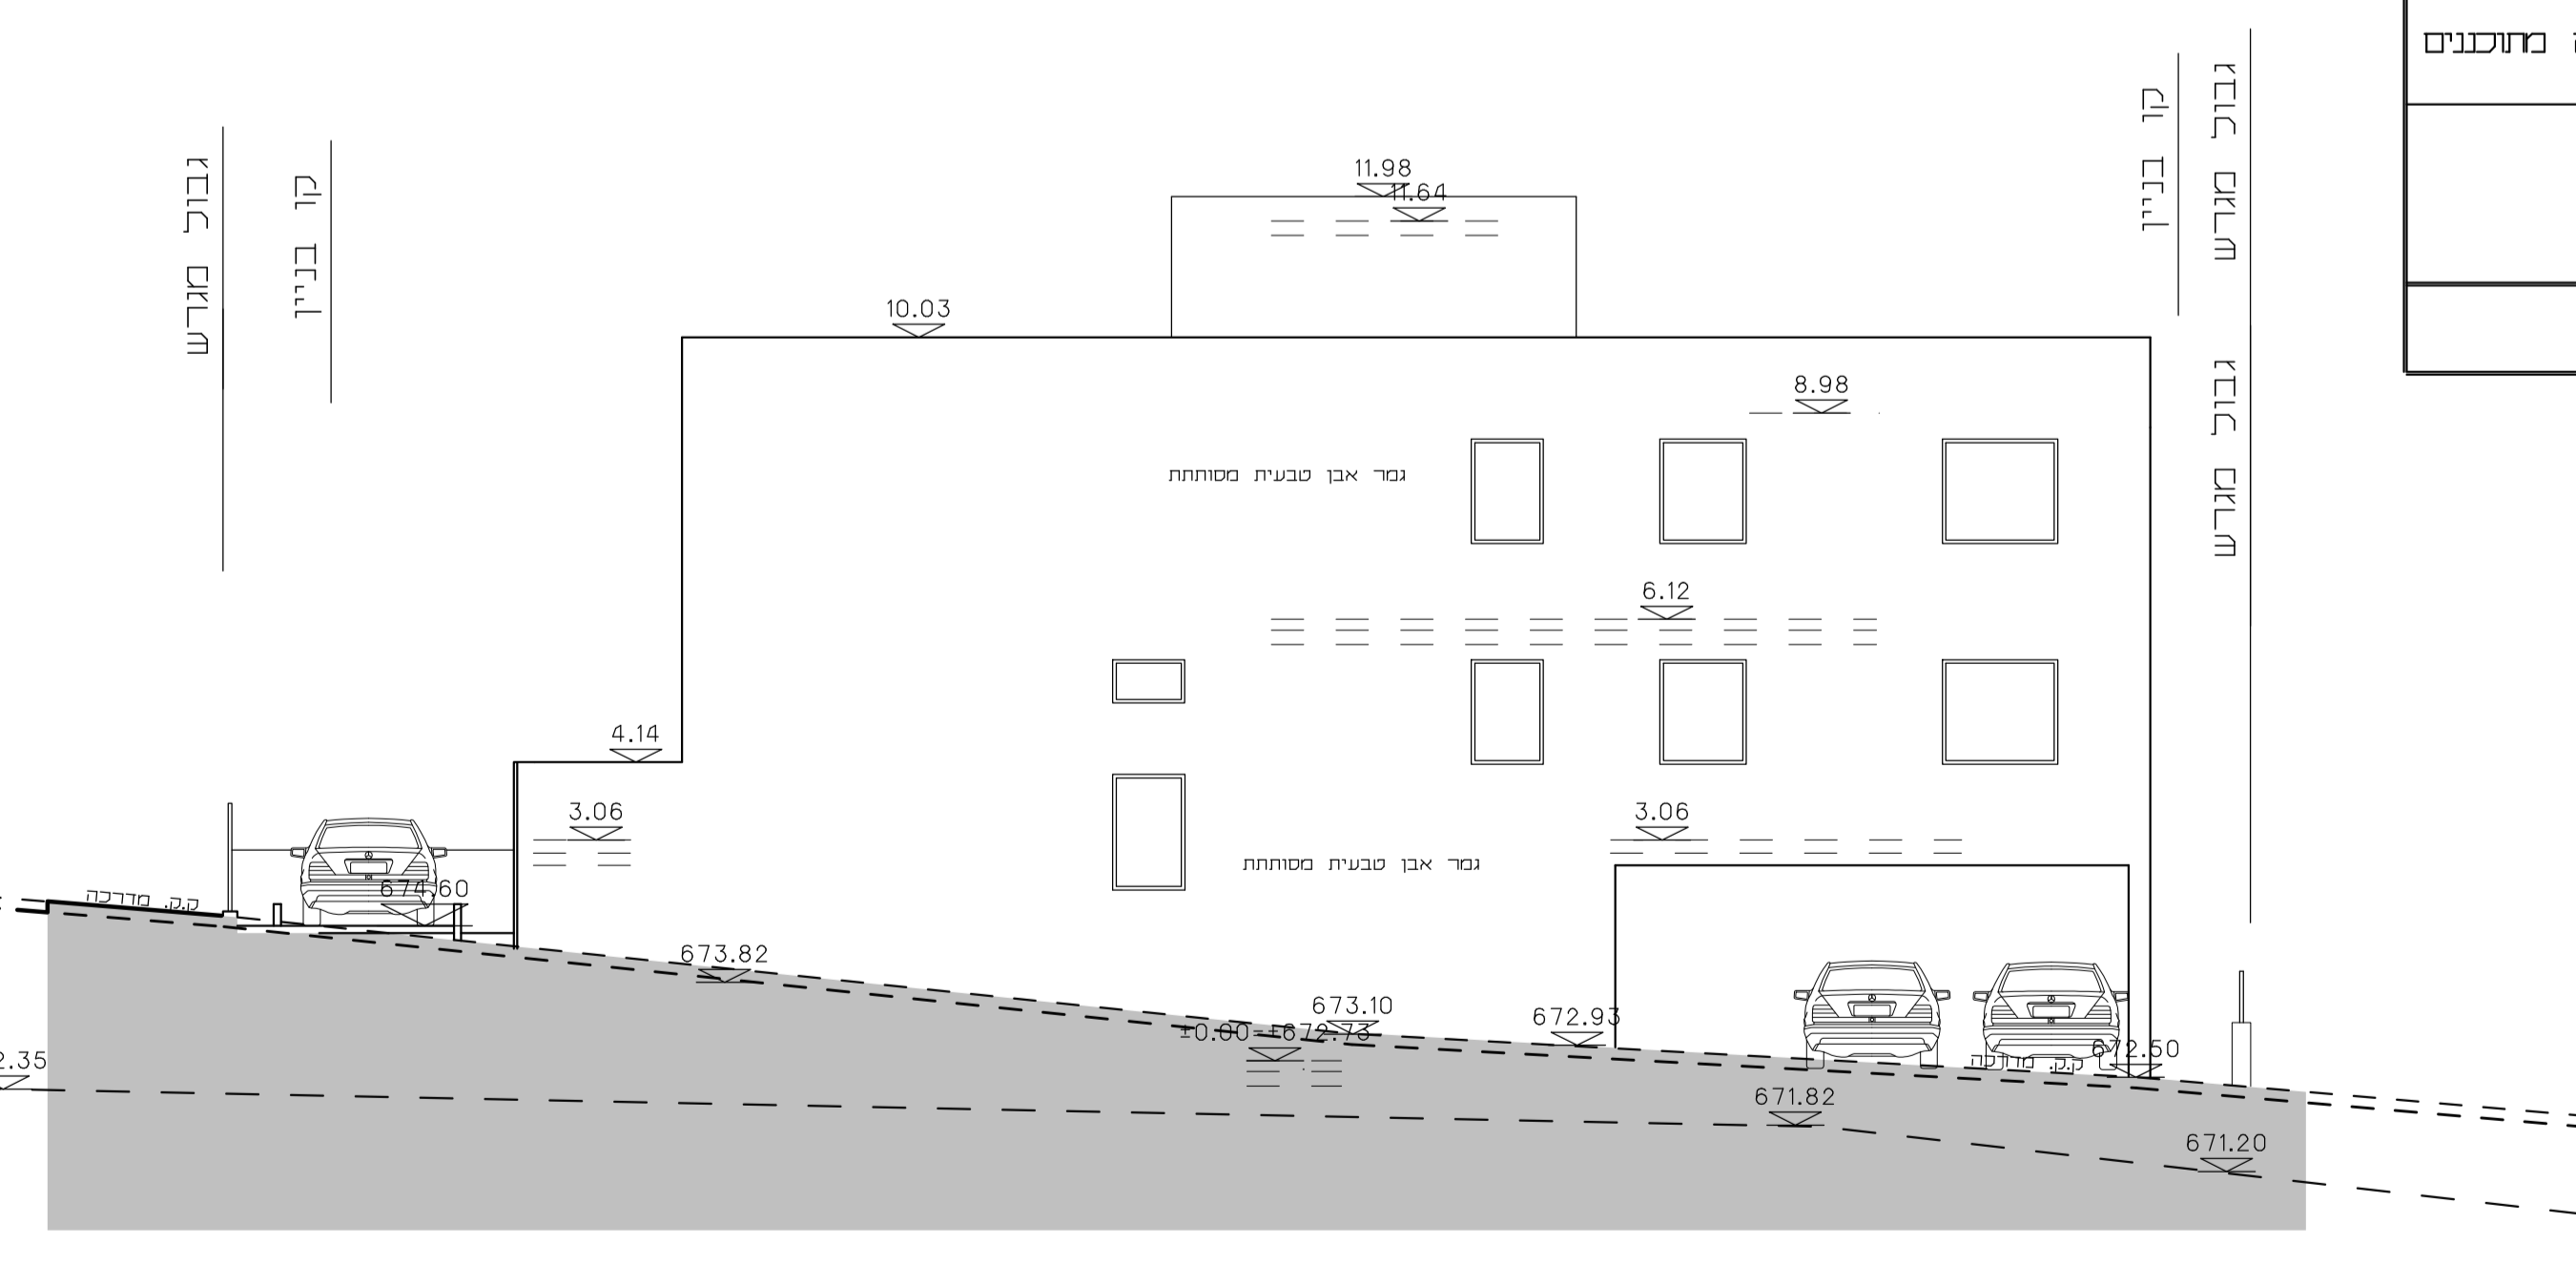 מתוכננים
גבול מגרש
קו בניין
קו בניין
גבול מגרש
11.98
11.64
10.03
8.98
גבול מגרש
גמר אבן טבעית מסותתת
6.12
4.14
3.06
3.06
גמר אבן טבעית מסותתת
ק.ק. מדרכה
674.60
673.82
673.10
672.93
±0.00=+672.73
ק.ק. מדרכה
672.50
2.35
671.82
671.20